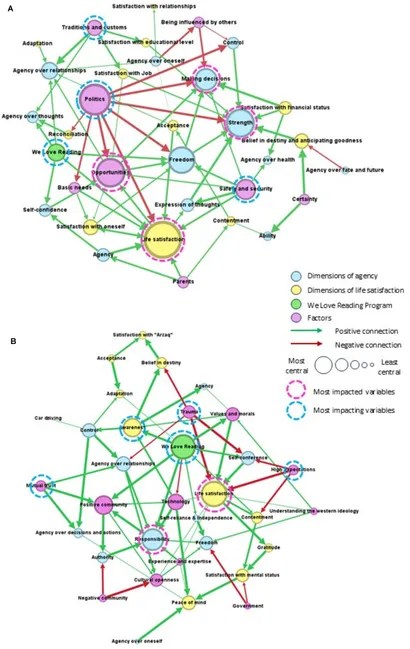 A
Satisfaction with relationships
Being influenced by others
Traditions and customs
Adaptation
Satisfaction with educational level
Control
Agency over oneself
Agency over relationships
Satisfaction with Job
Making decisions
Politics
Satisfaction with financial status
Agency over thoughts
Acceptance
Strength
Reconciliation
Belief in destiny and anticipating goodness
We Love Reading
Freedom
Agency over health
Opportunities
Agency over fate and future
Basic needs
Safety and security
Certainty
Self-confidence
Expression of thoughts
Satisfaction with oneself
Contentment
Life satisfaction
Ability
Agency
Parents
Dimensions of agency
Dimensions of life satisfaction
We Love Reading Program
Factors
Positive connection
Negative connection
Most central
Least central
Most impacted variables
Most impacting variables
B
Satisfaction with "Arzaq"
Acceptance
Belief in destiny
Adaptation
Agency
Car driving
Trauma
Values and morals
Control
Awareness
We Love Reading
Agency over relationships
Self-confidence
High expectations
Mutual trust
Life satisfaction
Positive community
Technology
Understanding the western ideology
Self-reliance & independence
Contentment
Agency over decisions and actions
Responsibility
Freedom
Gratitude
Authority
Experience and expertise
Cultural openness
Satisfaction with mental status
Negative community
Peace of mind
Government
Agency over oneself